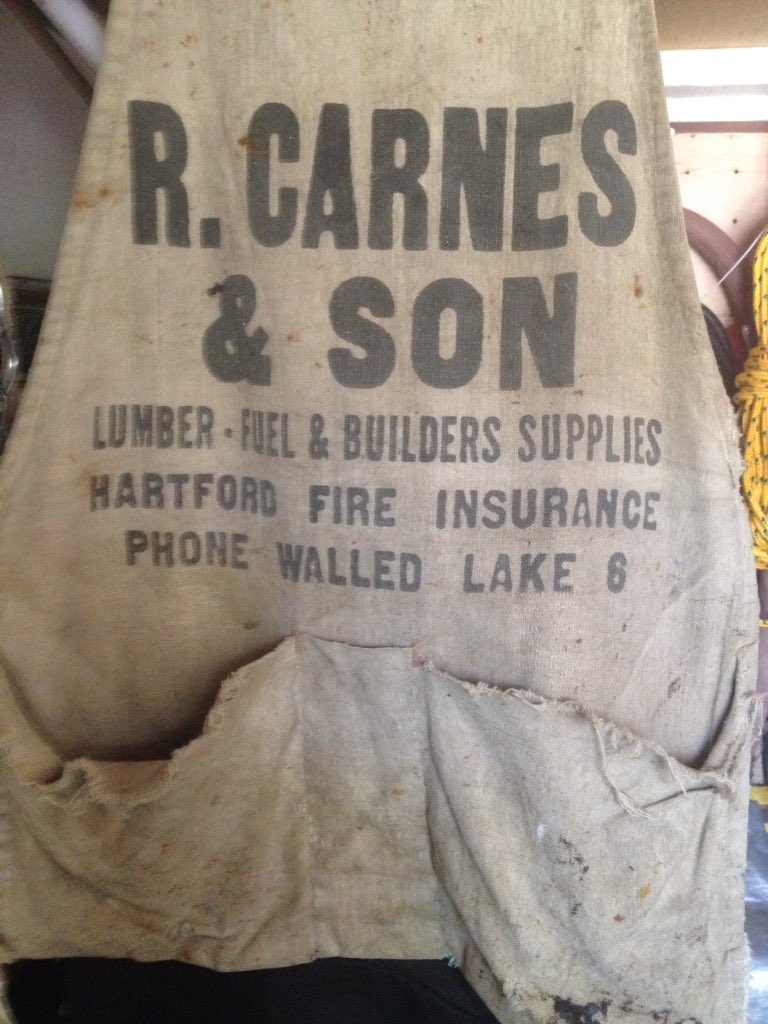 R. CARNES
& SON
LUMBER · FUEL & BUILDERS SUPPLIES
HARTFORD FIRE INSURANCE
PHONE WALLED LAKE 6